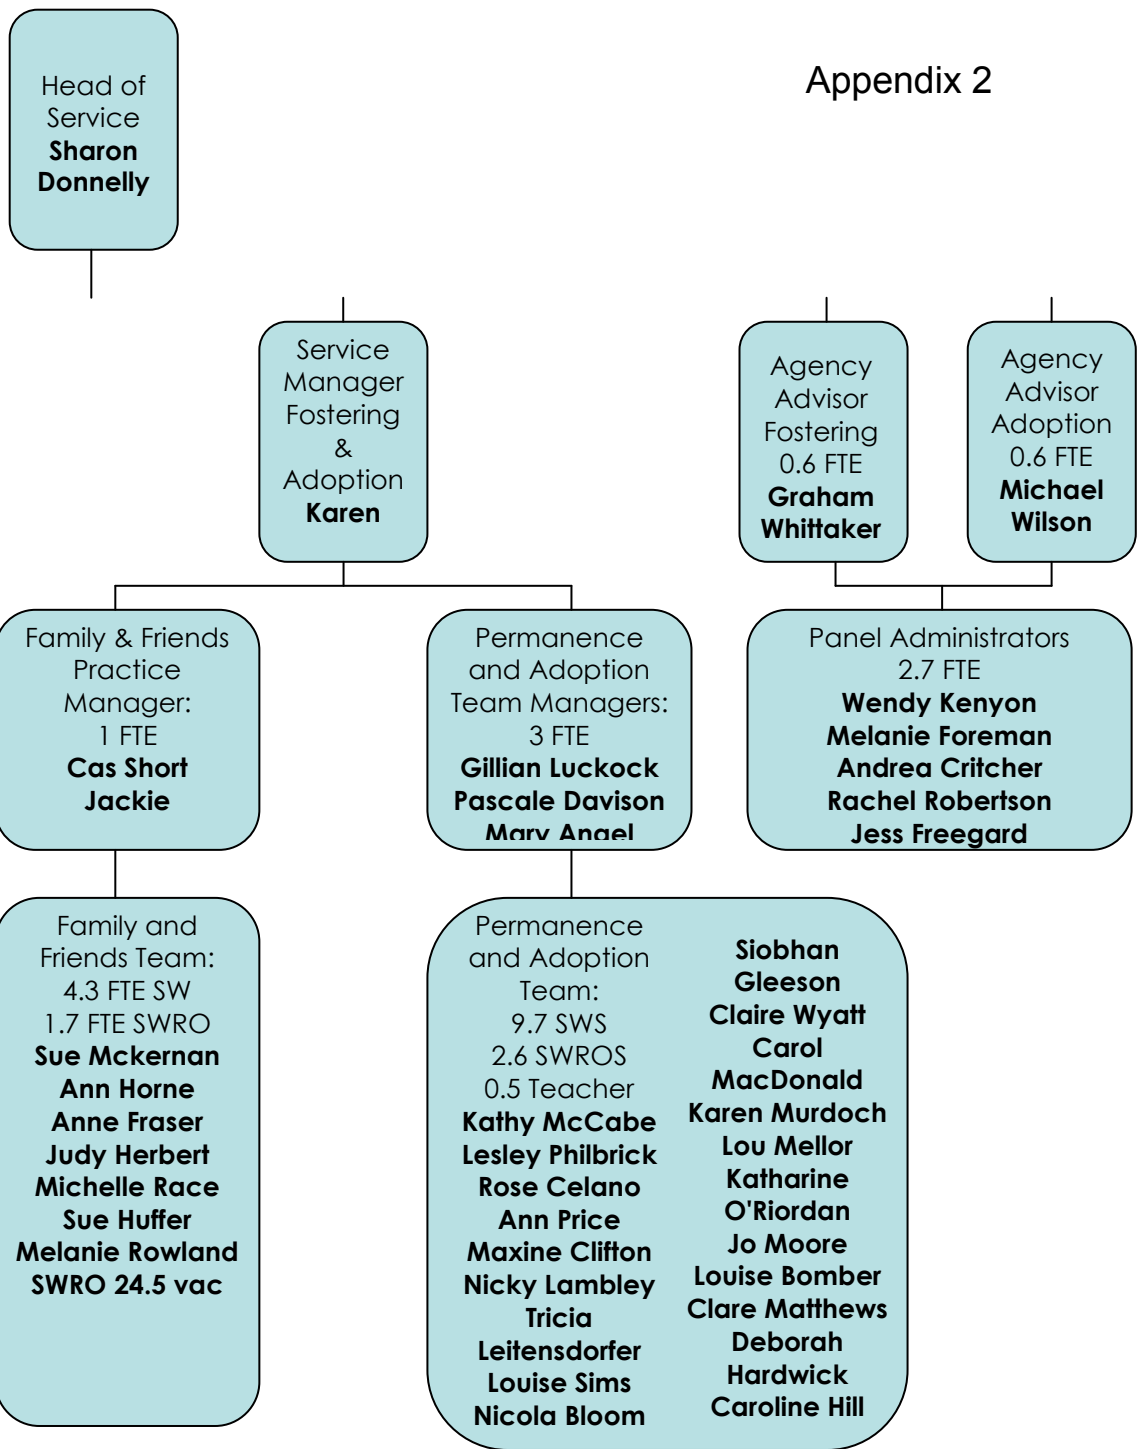 Appendix 2
Head of
Service
Sharon
Donnelly
Service
Manager
Fostering
&
Adoption
Karen
Agency
Advisor
Fostering
0.6 FTE
Graham
Whittaker
Agency
Advisor
Adoption
0.6 FTE
Michael
Wilson
Family & Friends
Practice
Manager:
1 FTE
Cas Short
Jackie
Permanence
and Adoption
Team Managers:
3 FTE
Gillian Luckock
Pascale Davison
Mary Angel
Panel Administrators
2.7 FTE
Wendy Kenyon
Melanie Foreman
Andrea Critcher
Rachel Robertson
Jess Freegard
Family and
Friends Team:
4.3 FTE SW
1.7 FTE SWRO
Sue Mckernan
Ann Horne
Anne Fraser
Judy Herbert
Michelle Race
Sue Huffer
Melanie Rowland
SWRO 24.5 vac
Permanence
and Adoption
Team:
9.7 SWS
2.6 SWROS
0.5 Teacher
Kathy McCabe
Lesley Philbrick
Rose Celano
Ann Price
Maxine Clifton
Nicky Lambley
Tricia
Leitensdorfer
Louise Sims
Nicola Bloom
Siobhan
Gleeson
Claire Wyatt
Carol
MacDonald
Karen Murdoch
Lou Mellor
Katharine
O'Riordan
Jo Moore
Louise Bomber
Clare Matthews
Deborah
Hardwick
Caroline Hill